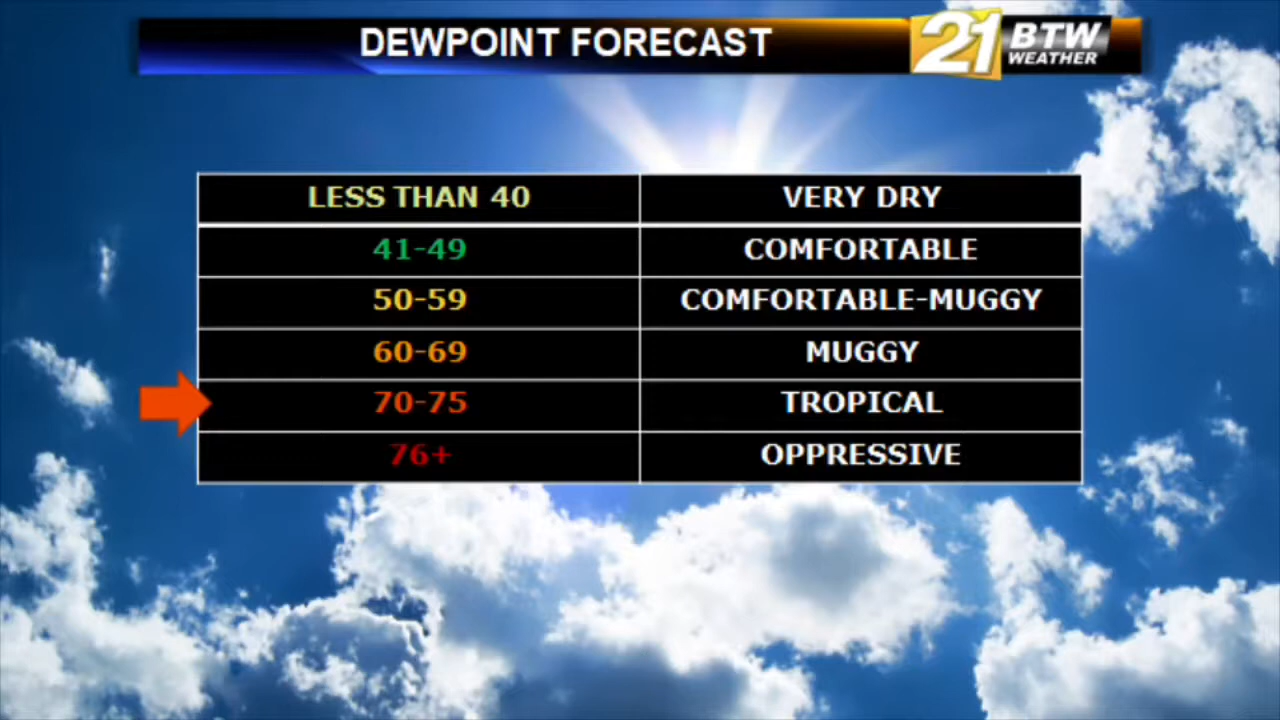 DEWPOINT FORECAST
21 BTW
WEATHER
LESS THAN 40 VERY DRY
41-49 COMFORTABLE
50-59 COMFORTABLE-MUGGY
60-69 MUGGY
70-75 TROPICAL
76+ OPPRESSIVE